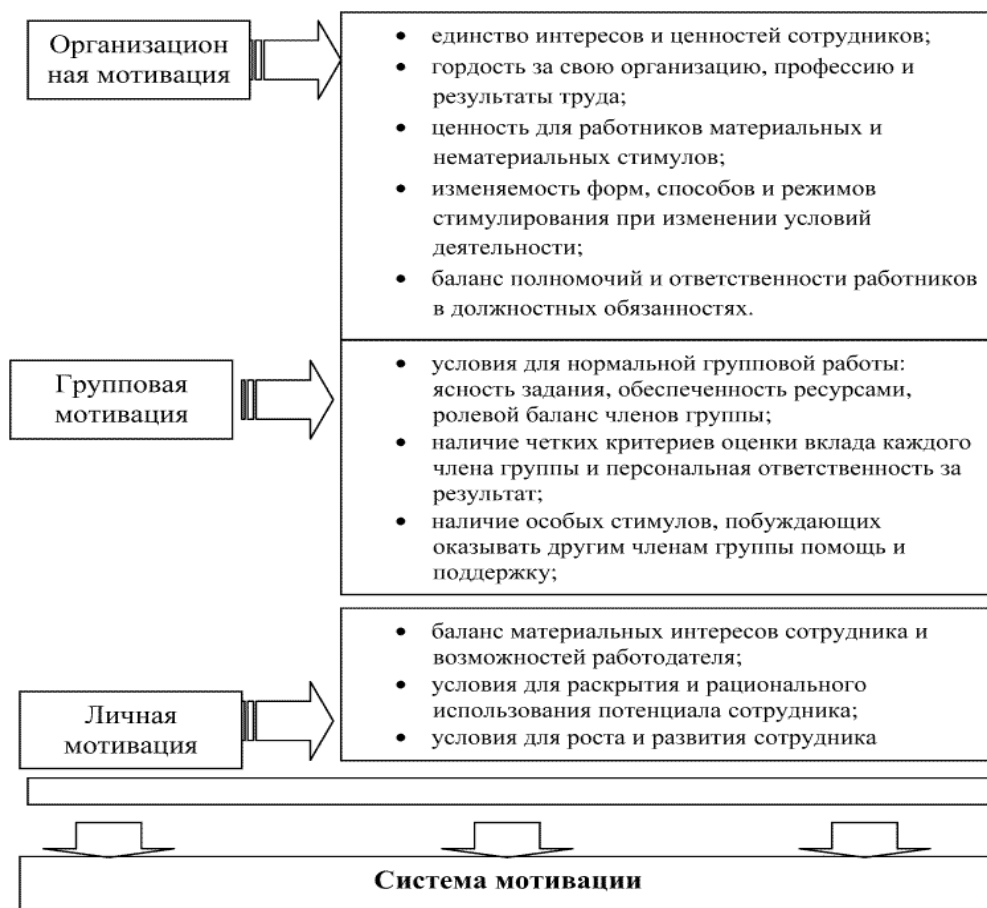 Организацион
ная мотивация
• единство интересов и ценностей сотрудников;
• гордость за свою организацию, профессию и
результаты труда;
• ценность для работников материальных и
нематериальных стимулов;
• изменяемость форм, способов и режимов
стимулирования при изменении условий
деятельности;
• баланс полномочий и ответственности работников
в должностных обязанностях.
Групповая
мотивация
• условия для нормальной групповой работы:
ясность задания, обеспеченность ресурсами,
ролевой баланс членов группы;
• наличие четких критериев оценки вклада каждого
члена группы и персональная ответственность за
результат;
• наличие особых стимулов, побуждающих
оказывать другим членам группы помощь и
поддержку;
Личная
мотивация
• баланс материальных интересов сотрудника и
возможностей работодателя;
• условия для раскрытия и рационального
использования потенциала сотрудника;
• условия для роста и развития сотрудника
Система мотивации